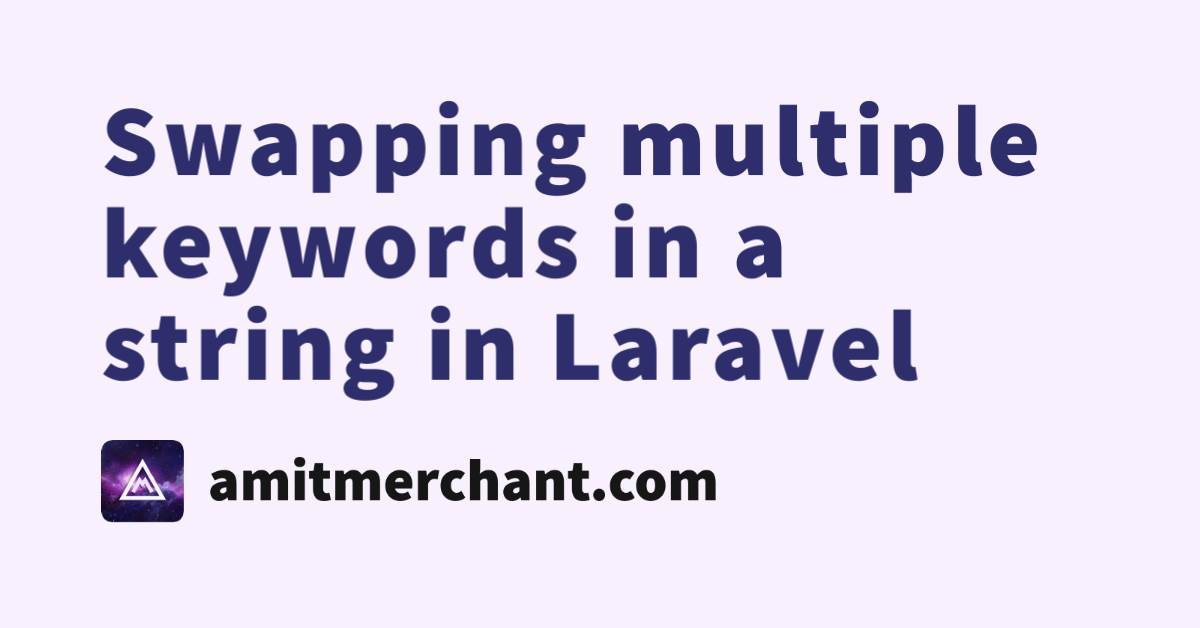 Swapping multiple
keywords in a
string in Laravel
amitmerchant.com